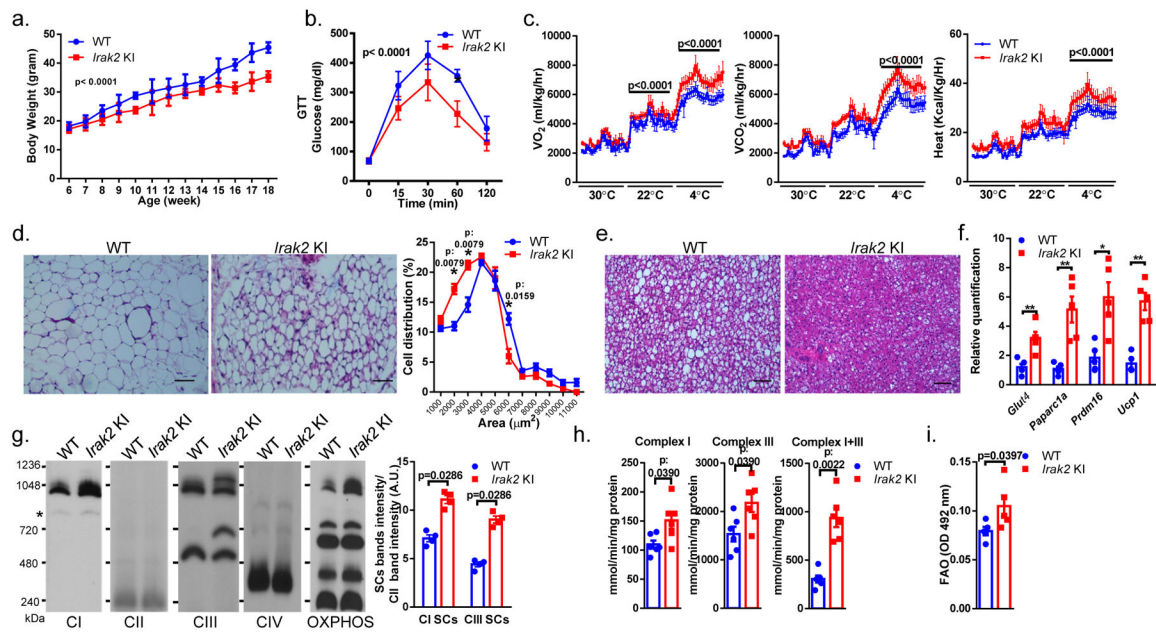 a.
Body Weight (gram)
50
40
30
20
10
0
WT
Irak2 KI
p< 0.0001
6 7 8 9 10 11 12 13 14 15 16 17 18
Age (week)
b.
GTT
Glucose (mg/dl)
600
500
400
300
200
100
0
p< 0.0001
WT
Irak2 KI
0 15 30 60 120
Time (min)
c.
VO2 (ml/kg/hr)
10000
8000
6000
4000
2000
0
p<0.0001
p<0.0001
30°C 22°C 4°C
VCO2 (ml/kg/hr)
10000
8000
6000
4000
2000
0
p<0.0001
30°C 22°C 4°C
Heat (Kcal/Kg/Hr)
60
40
20
0
WT
Irak2 KI
p<0.0001
30°C 22°C 4°C
d.
WT Irak2 KI
Cell distribution (%)
25
20
15
10
5
0
p:
0.0079
*
p:
0.0079
*
p:
0.0159
*
WT
Irak2 KI
1000 2000 3000 4000 5000 6000 7000 8000 9000 10000 11000
Area (μm2)
e.
WT Irak2 KI
f.
Relative quantification
8
6
4
2
0
WT
Irak2 KI
** ** * **
Glut4 Paparc1a Prdm16 Ucp1
g.
WT Irak2 KI WT Irak2 KI WT Irak2 KI WT Irak2 KI WT Irak2 KI
1236
1048
*
720
480
240
kDa
CI CII CIII CIV OXPHOS
SCs bands intensity/
CII band intensity (A.U.)
15
10
5
0
p=0.0286
p=0.0286
WT
Irak2 KI
CI SCs CIII SCs
h.
Complex I
mmol/min/mg protein
250
200
150
100
50
0
p:
0.0390
Complex III
mmol/min/mg protein
3000
2000
1000
0
p:
0.0390
Complex I+III
mmol/min/mg protein
1500
1000
500
0
p:
0.0022
WT
Irak2 KI
i.
FAO (OD 492 nm)
0.15
0.10
0.05
0.00
p=0.0397
WT
Irak2 KI